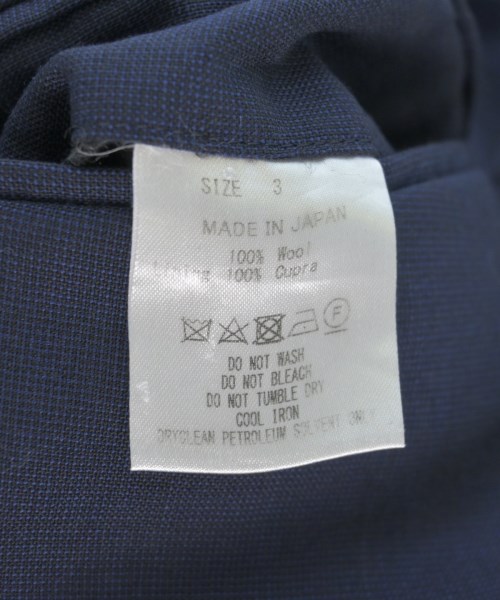 SIZE 3
MADE IN JAPAN
100% Wool
Lining 100% Cupra
F
DO NOT WASH
DO NOT BLEACH
DO NOT TUMBLE DRY
COOL IRON
DRYCLEAN PETROLEUM SOLVENT ONLY